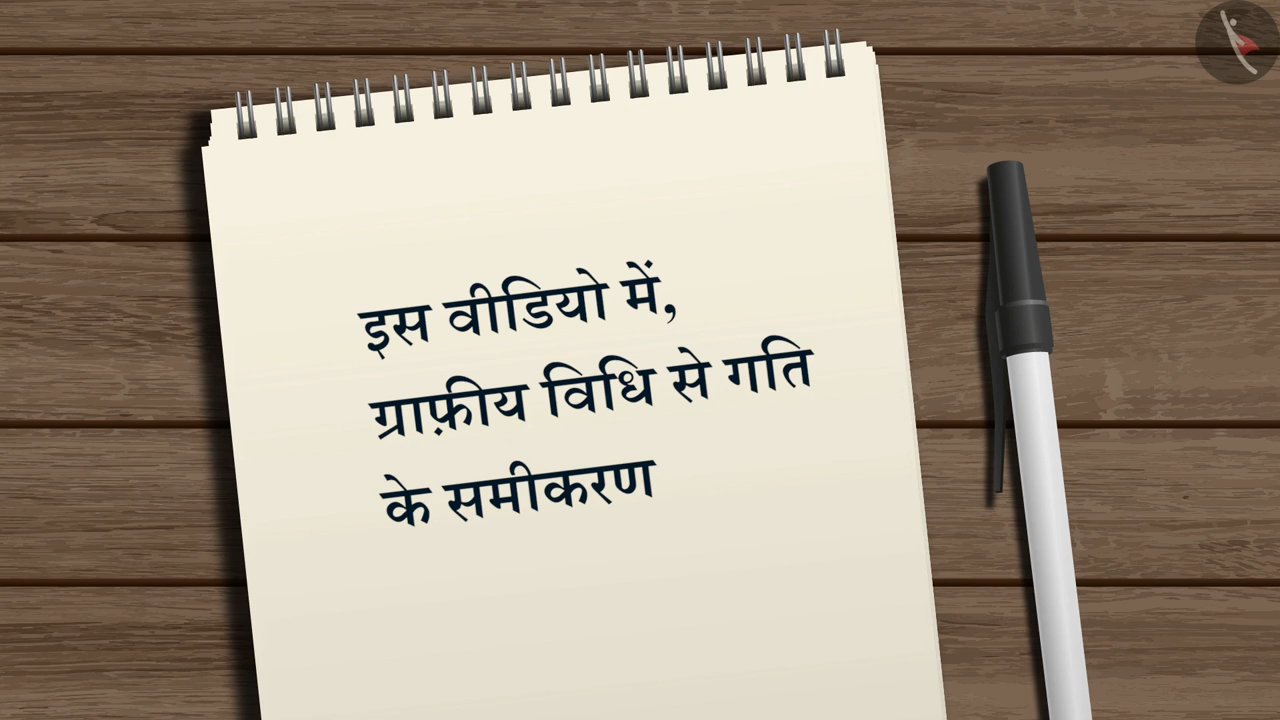 इस वीडियो में,
ग्राफ़ीय विधि से गति
के समीकरण